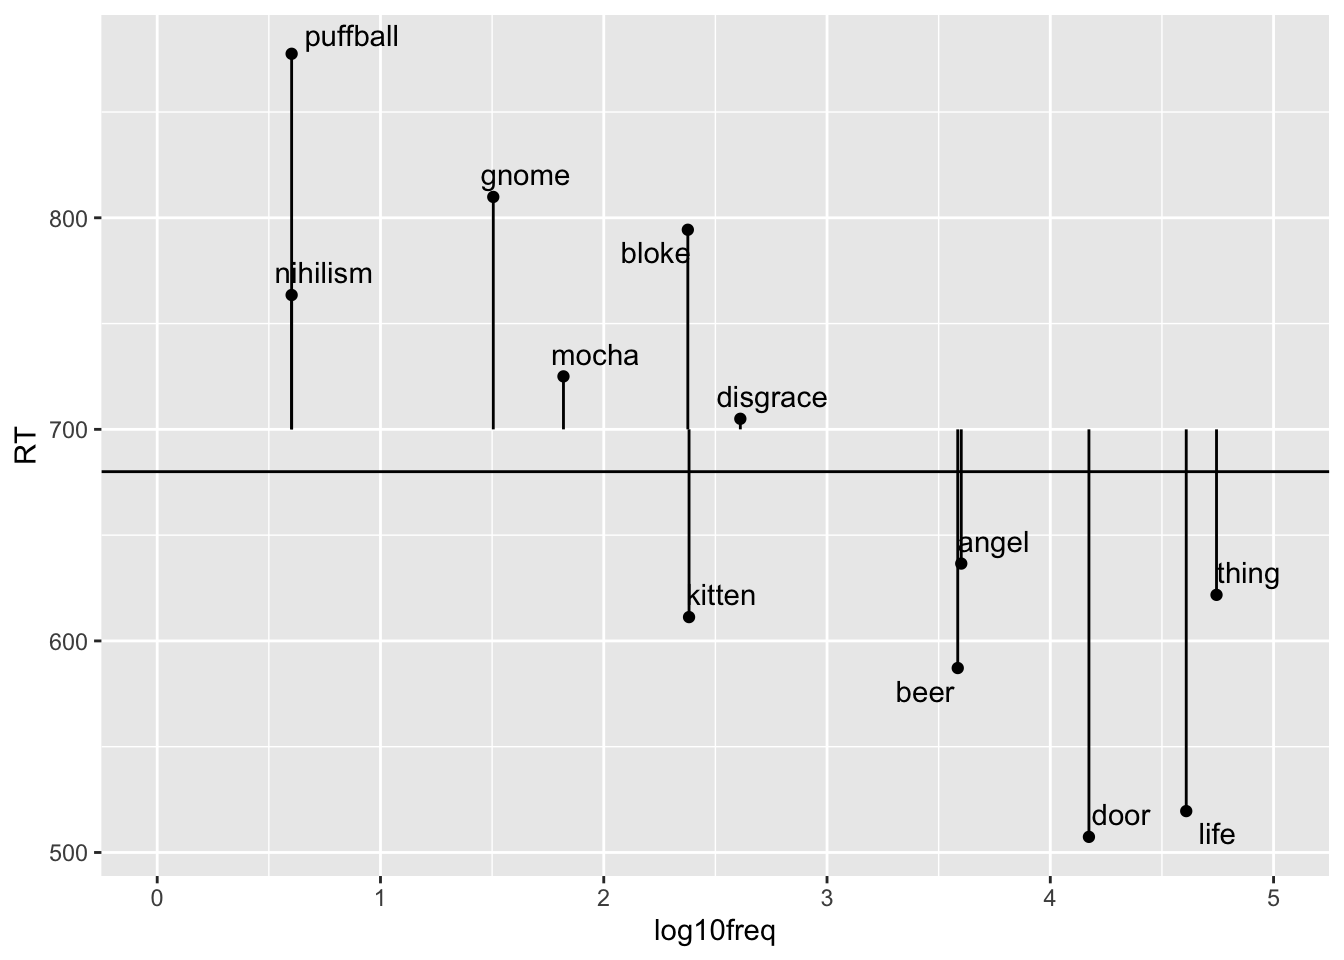 puffball
gnome
800
bloke
nihilism
mocha
disgrace
700
RT
angel
thing
kitten
600
beer
door
life
500
0 1 2 3 4 5
log10freq